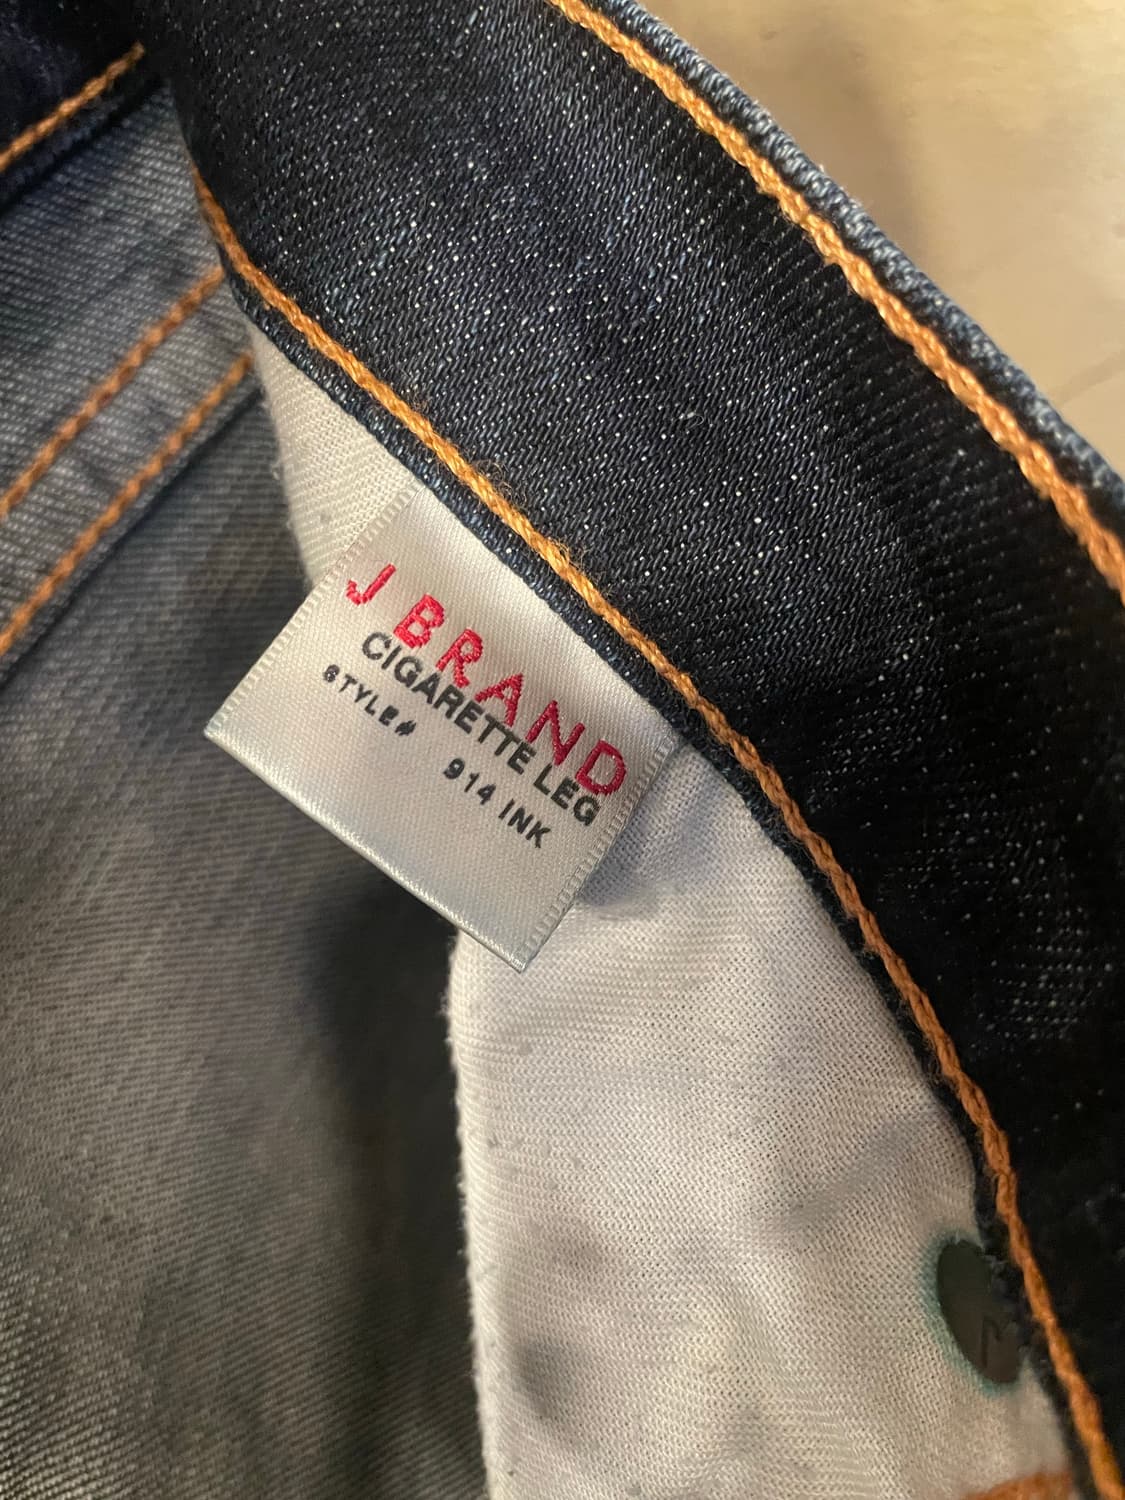 J BRAND
CIGARETTE LEG
STYLE# 914 INK